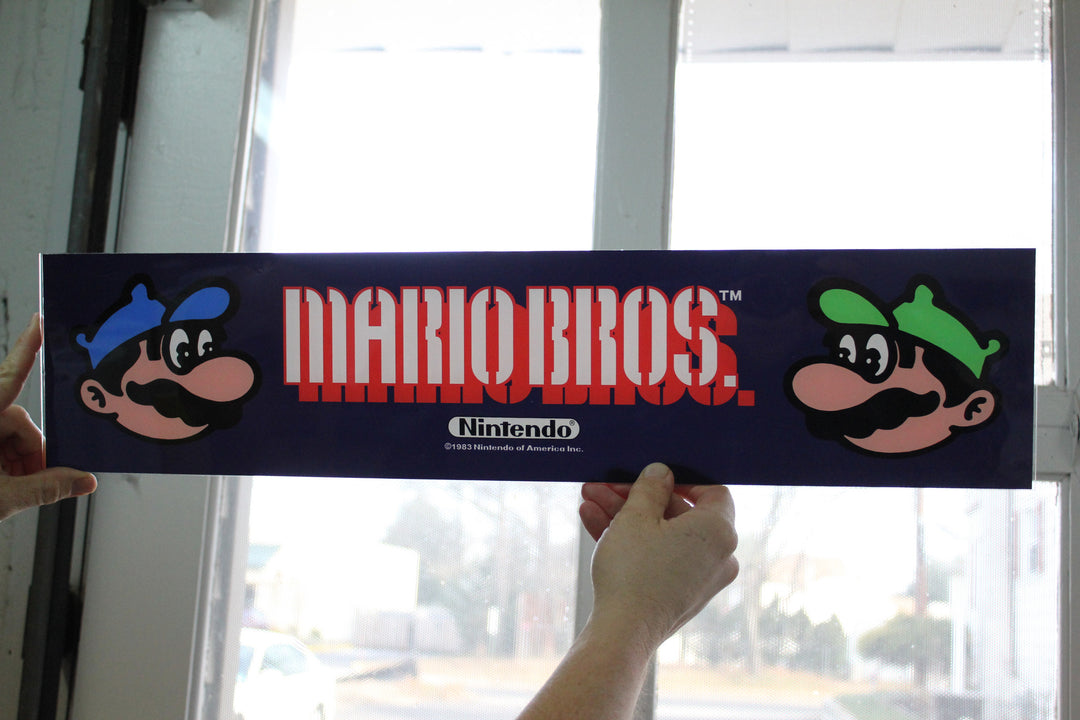 MARIO BROS.™
Nintendo®
©1983 Nintendo of America Inc.